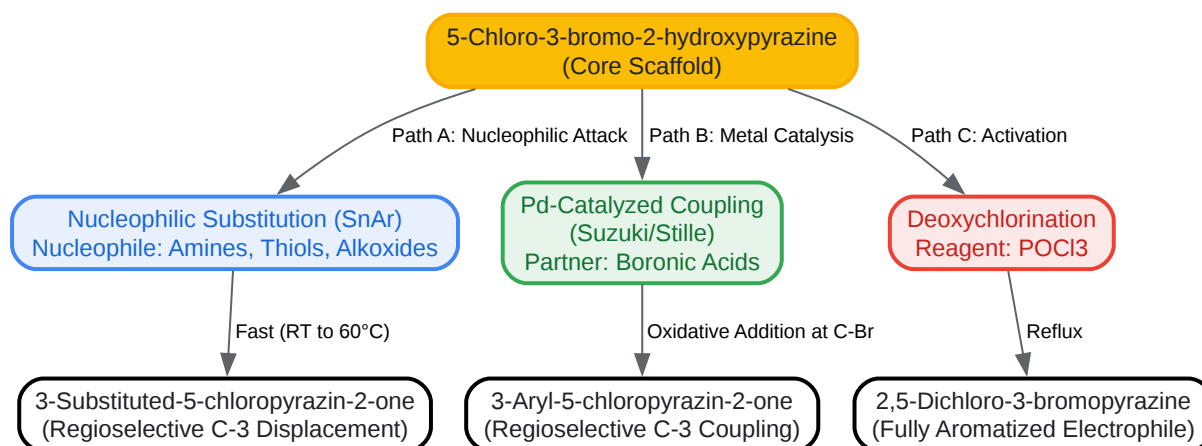 5-Chloro-3-bromo-2-hydroxypyrazine
(Core Scaffold)
Path A: Nucleophilic Attack
Path B: Metal Catalysis
Path C: Activation
Nucleophilic Substitution (SnAr)
Nucleophile: Amines, Thiols, Alkoxides
Pd-Catalyzed Coupling
(Suzuki/Stille)
Partner: Boronic Acids
Deoxychlorination
Reagent: POCl3
Fast (RT to 60°C)
Oxidative Addition at C-Br
Reflux
3-Substituted-5-chloropyrazin-2-one
(Regioselective C-3 Displacement)
3-Aryl-5-chloropyrazin-2-one
(Regioselective C-3 Coupling)
2,5-Dichloro-3-bromopyrazine
(Fully Aromatized Electrophile)